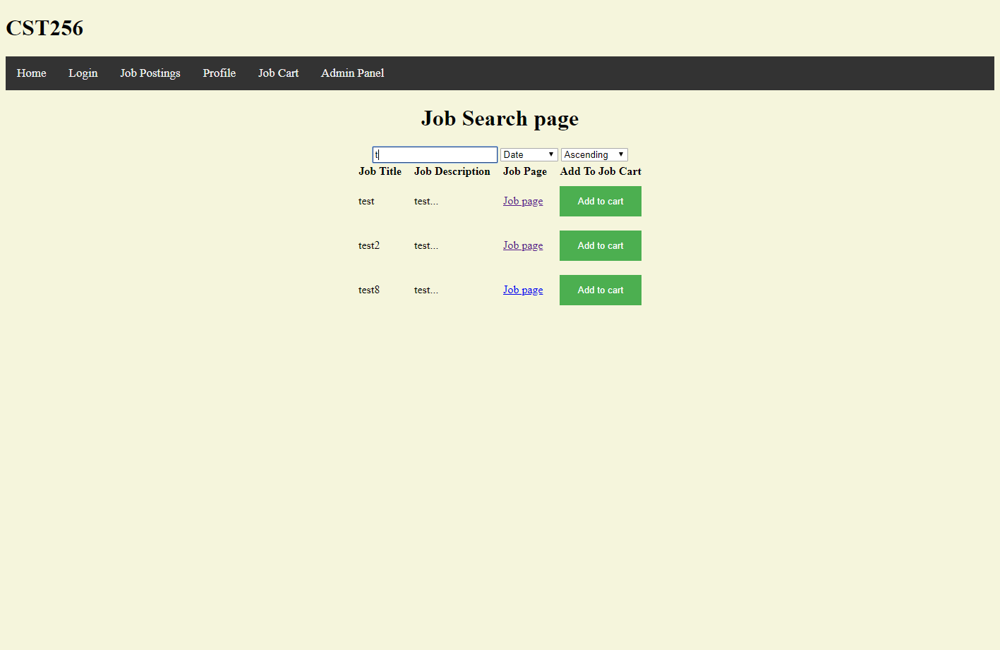 CST256
Home Login Job Postings Profile Job Cart Admin Panel
Job Search page
t Date Ascending
Job Title Job Description Job Page Add To Job Cart
test test... Job page Add to cart
test2 test... Job page Add to cart
test8 test... Job page Add to cart